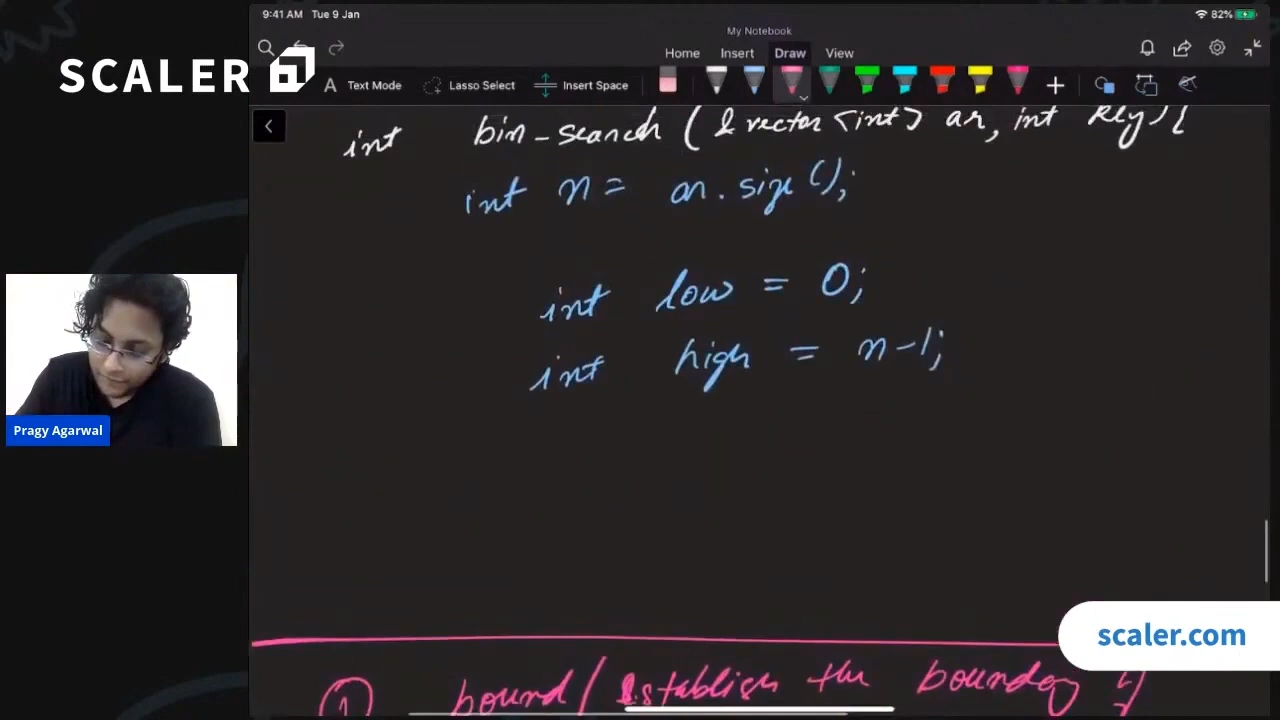 9:41 AM Tue 9 Jan
82%
My Notebook
SCALER
Home Insert Draw View
A Text Mode Lasso Select Insert Space
int bin-search ( & vector <int> ar, int key) {
int n = ar.size();
int low = 0;
int high = n-1;
Pragy Agarwal
scaler.com
① bound / Establish the boundary